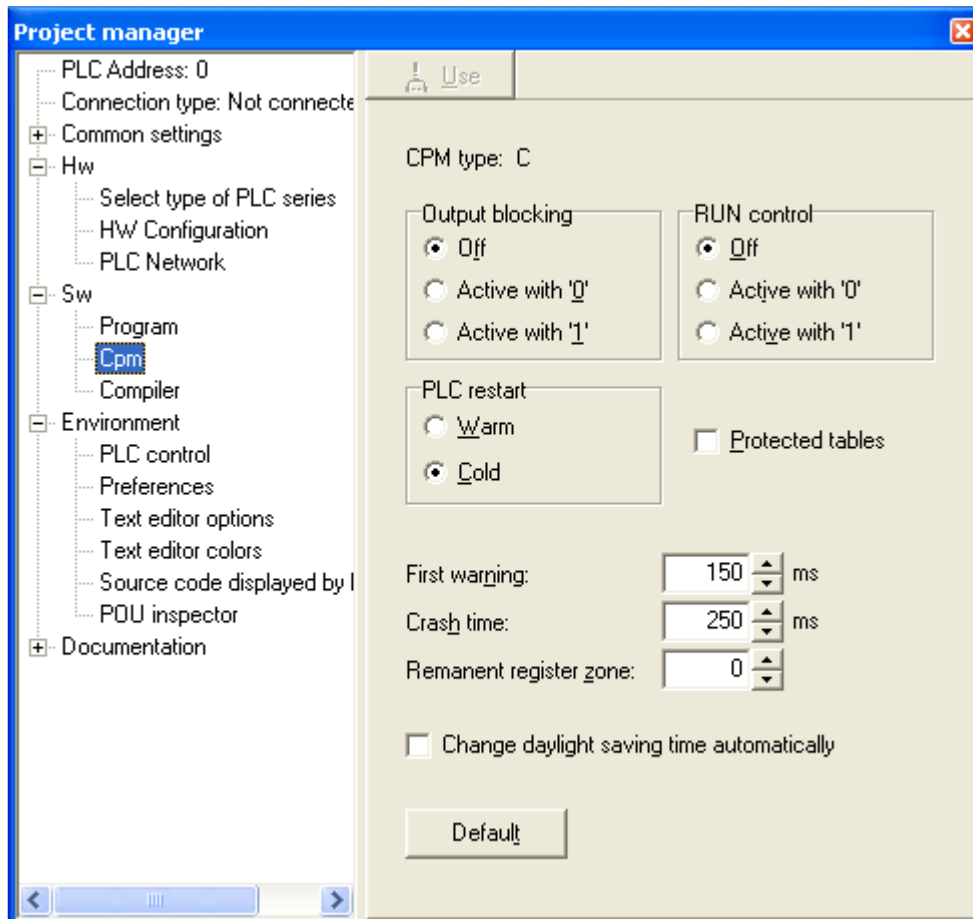 Project manager
PLC Address: 0
Connection type: Not connecte
Common settings
Hw
Select type of PLC series
HW Configuration
PLC Network
Sw
Program
Cpm
Compiler
Environment
PLC control
Preferences
Text editor options
Text editor colors
Source code displayed by
POU inspector
Documentation
Use
CPM type: C
Output blocking
Off
Active with '0'
Active with '1'
RUN control
Off
Active with '0'
Active with '1'
PLC restart
Warm
Cold
Protected tables
First warning: 150 ms
Crash time: 250 ms
Remanent register zone: 0
Change daylight saving time automatically
Default